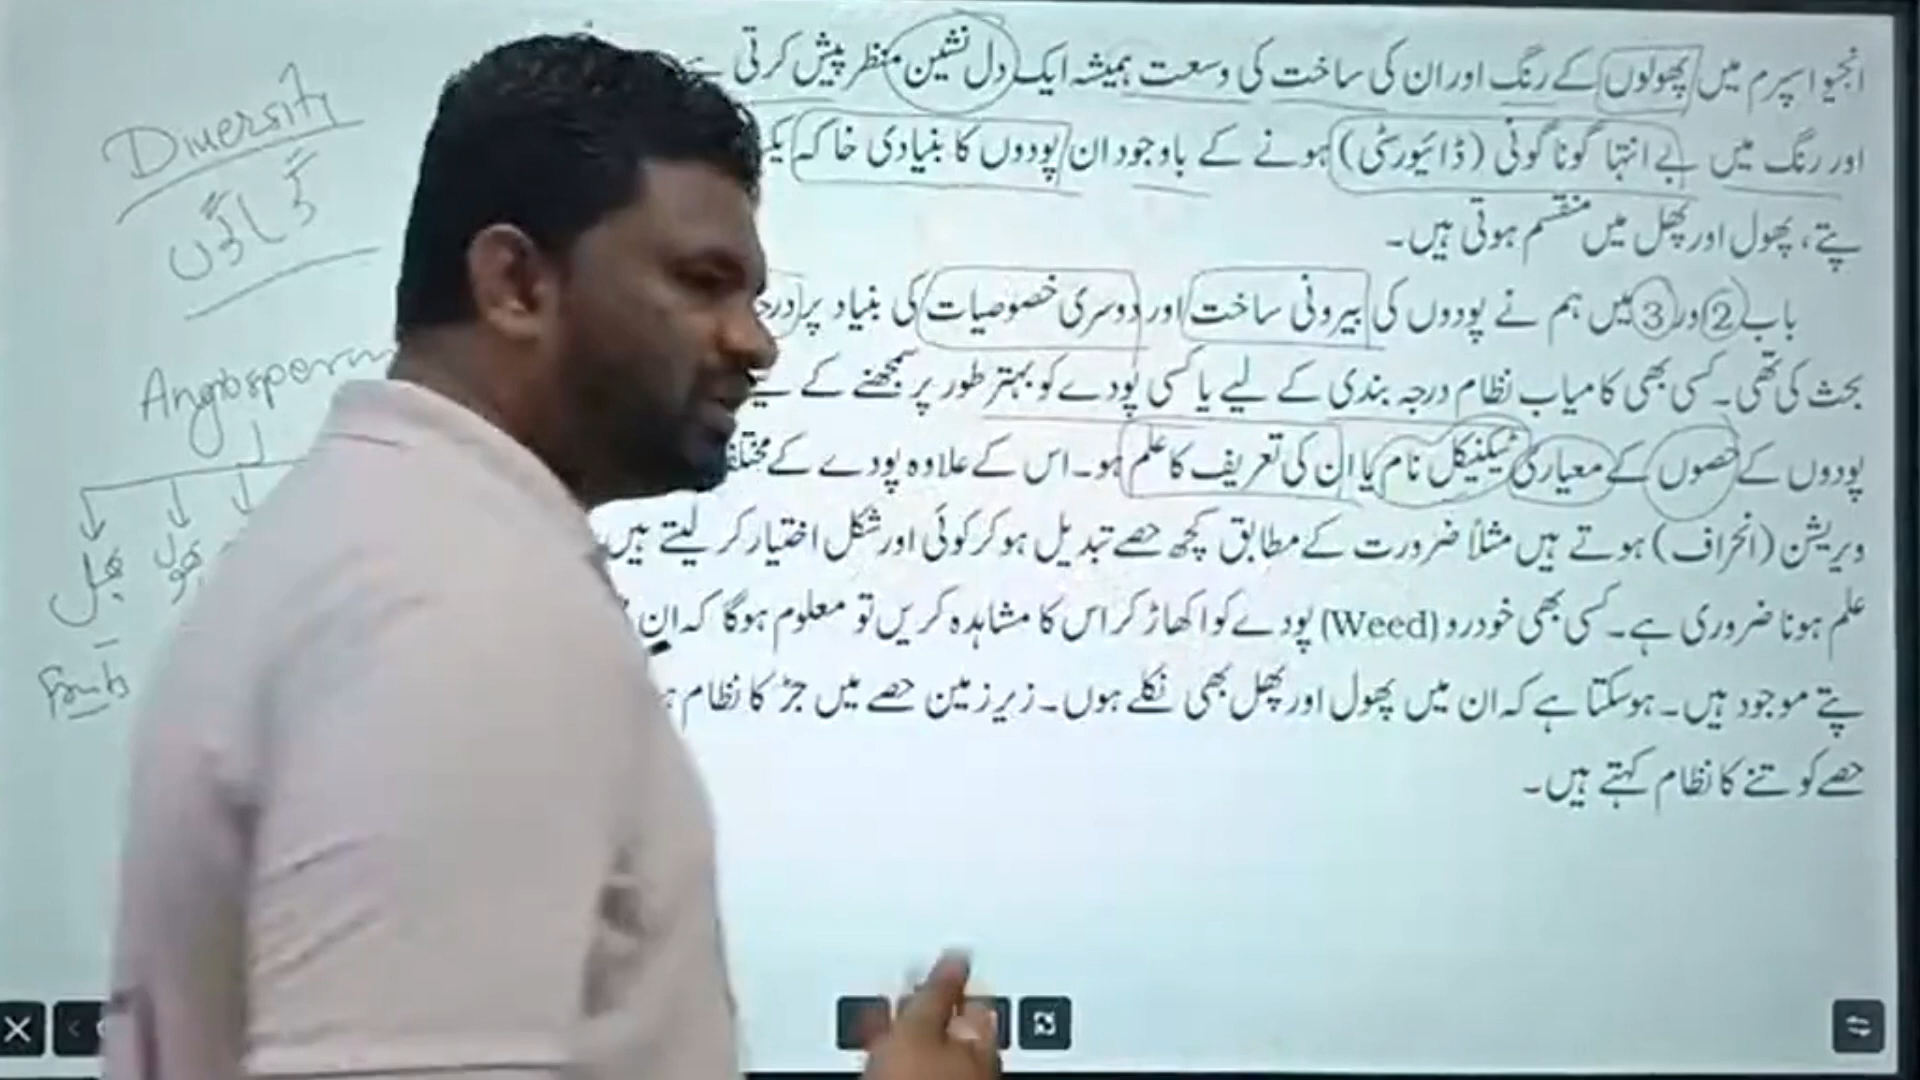 انجیو اسپرم میں پھولوں کے رنگ اور ان کی ساخت کی وسعت ہمیشہ ایک دل نشین منظر پیش کرتی
اور رنگ میں بے انتہا گوناگونی (ڈائیورسٹی) ہونے کے باوجود ان پودوں کا بنیادی خاکہ
پتے، پھول اور پھل میں منقسم ہوتی ہیں۔
باب 2 اور 3 میں ہم نے پودوں کی بیرونی ساخت اور دوسری خصوصیات کی بنیاد پر
بحث کی تھی۔ کسی بھی کامیاب نظام درجہ بندی کے لیے یا کسی پودے کو بہتر طور پر سمجھنے کے لیے
پودوں کے حصوں کے معیاری ٹیکنیکل نام یا ان کی تعریف کا علم ہو۔ اس کے علاوہ پودے کے
ویریشن (انحراف) ہوتے ہیں مثلاً ضرورت کے مطابق کچھ حصے تبدیل ہو کر کوئی اور شکل اختیار کر لیتے ہیں
علم ہونا ضروری ہے۔ کسی بھی خودرو (Weed) پودے کو اکھاڑ کر اس کا مشاہدہ کریں تو معلوم ہوگا کہ ان
پتے موجود ہیں۔ ہو سکتا ہے کہ ان میں پھول اور پھل بھی نکلے ہوں۔ زیر زمین حصے میں جڑ کا نظام
حصے کو تنے کا نظام کہتے ہیں۔
Diversity
Angiosperm
پھل پھول